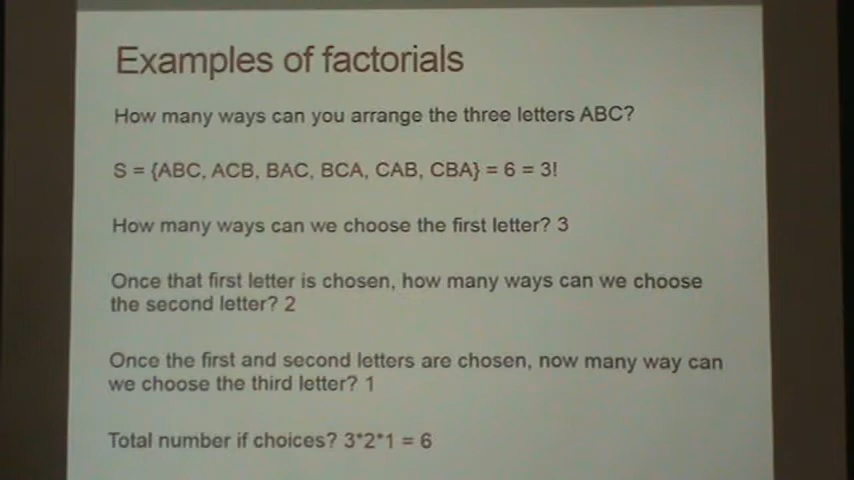 Examples of factorials
How many ways can you arrange the three letters ABC?
S = {ABC, ACB, BAC, BCA, CAB, CBA} = 6 = 3!
How many ways can we choose the first letter? 3
Once that first letter is chosen, how many ways can we choose
the second letter? 2
Once the first and second letters are chosen, now many way can
we choose the third letter? 1
Total number if choices? 3*2*1 = 6